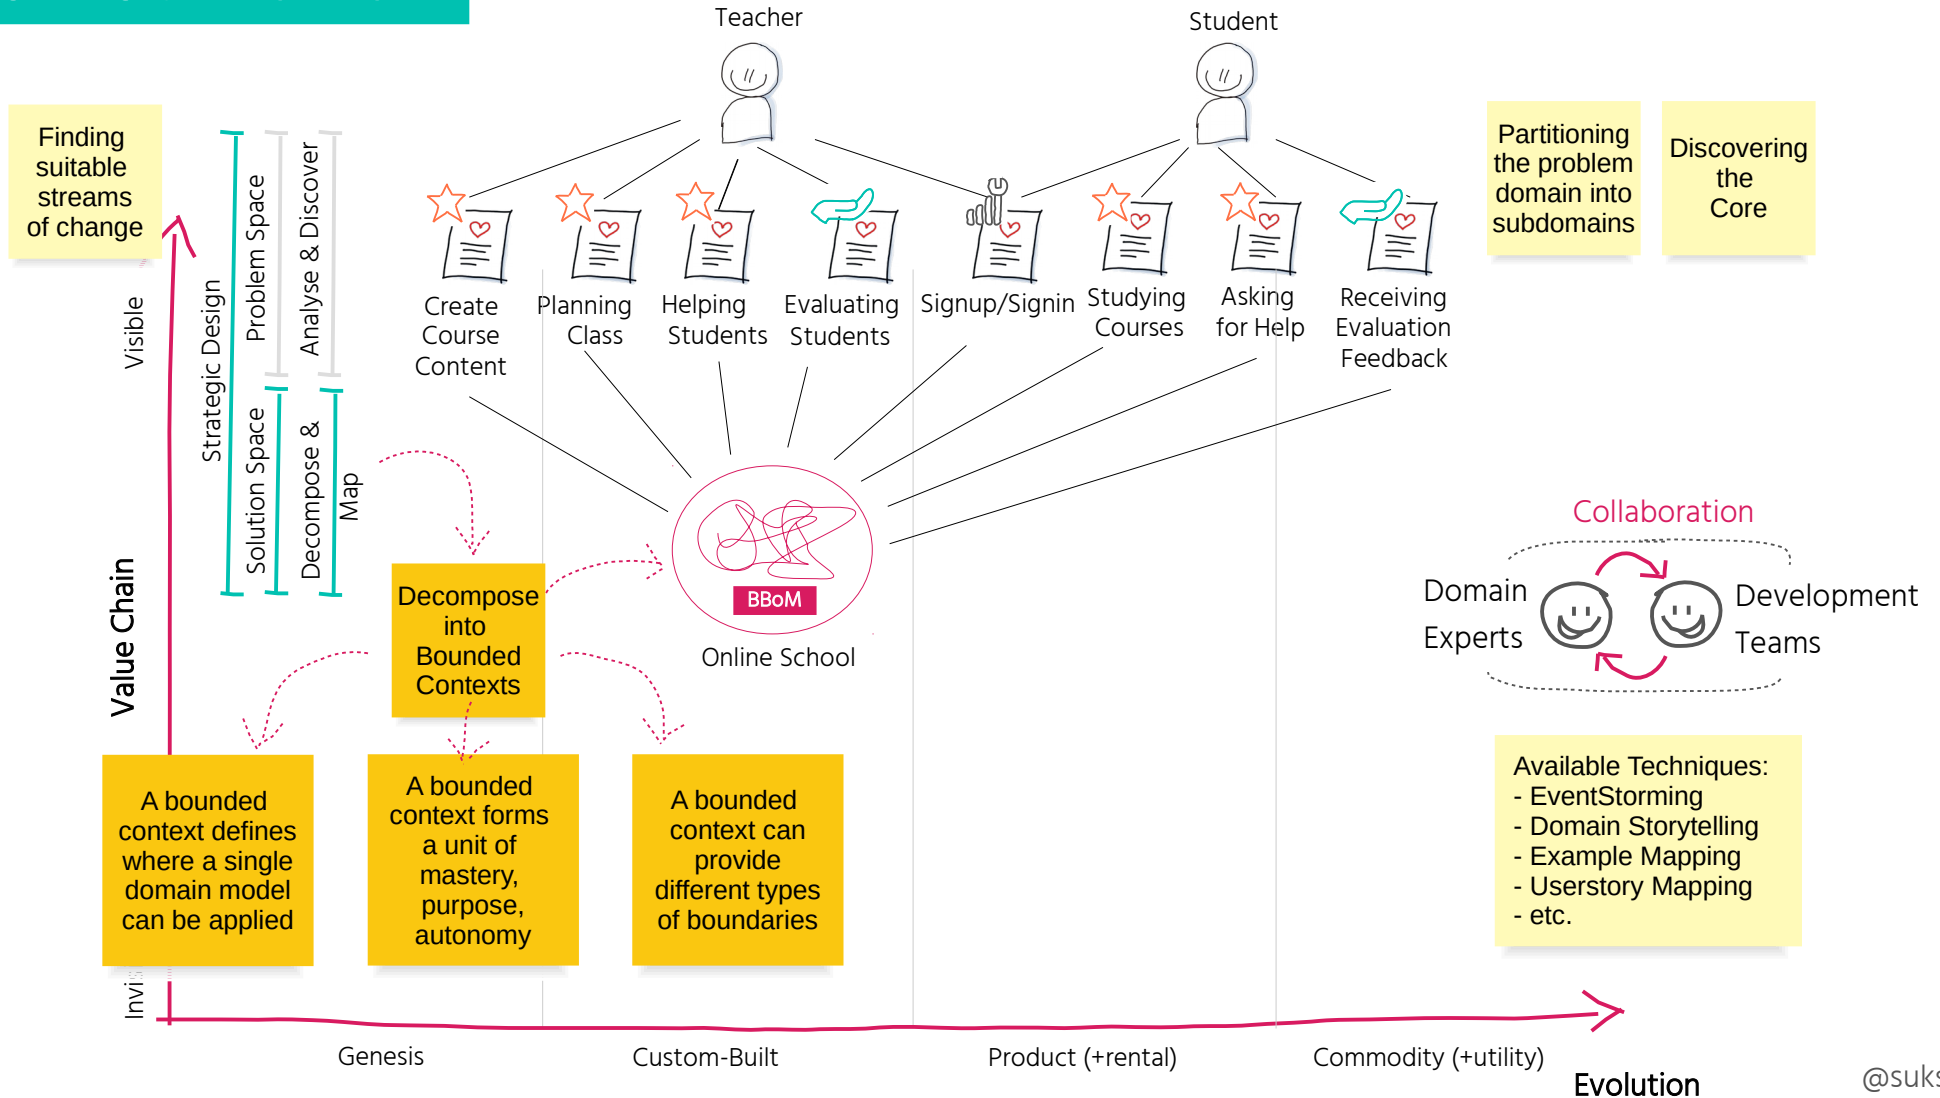 Teacher
Student
Finding
suitable
streams
of change
Partitioning
the problem
domain into
subdomains
Discovering
the
Core
Visible
Strategic Design
Problem Space
Analyse & Discover
Solution Space
Decompose &
Map
Create
Course
Content
Planning
Class
Helping
Students
Evaluating
Students
Signup/Signin
Studying
Courses
Asking
for Help
Receiving
Evaluation
Feedback
BBoM
Online School
Value Chain
Decompose
into
Bounded
Contexts
Collaboration
Domain
Experts
Development
Teams
A bounded
context defines
where a single
domain model
can be applied
A bounded
context forms
a unit of
mastery,
purpose,
autonomy
A bounded
context can
provide
different types
of boundaries
Available Techniques:
- EventStorming
- Domain Storytelling
- Example Mapping
- Userstory Mapping
- etc.
Invis
Genesis
Custom-Built
Product (+rental)
Commodity (+utility)
Evolution
@suks